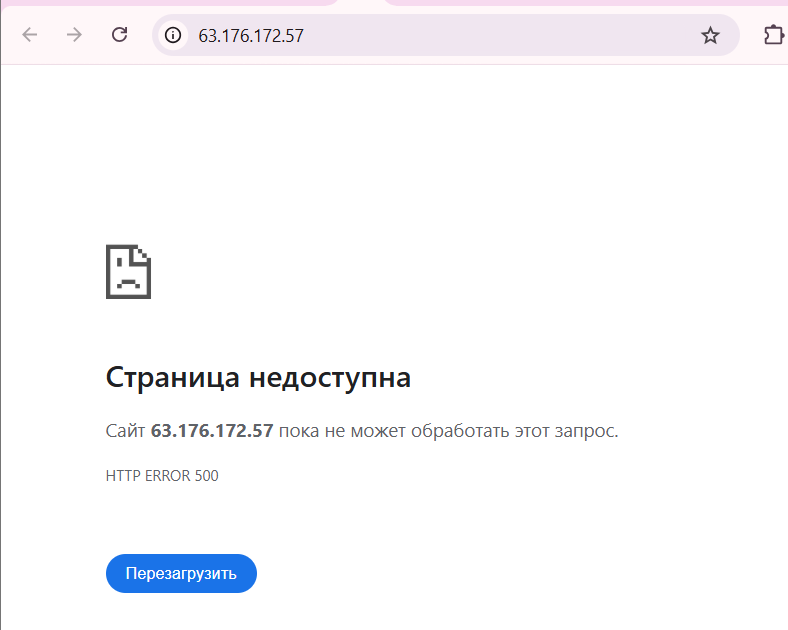 63.176.172.57
Страница недоступна
Сайт 63.176.172.57 пока не может обработать этот запрос.
HTTP ERROR 500
Перезагрузить